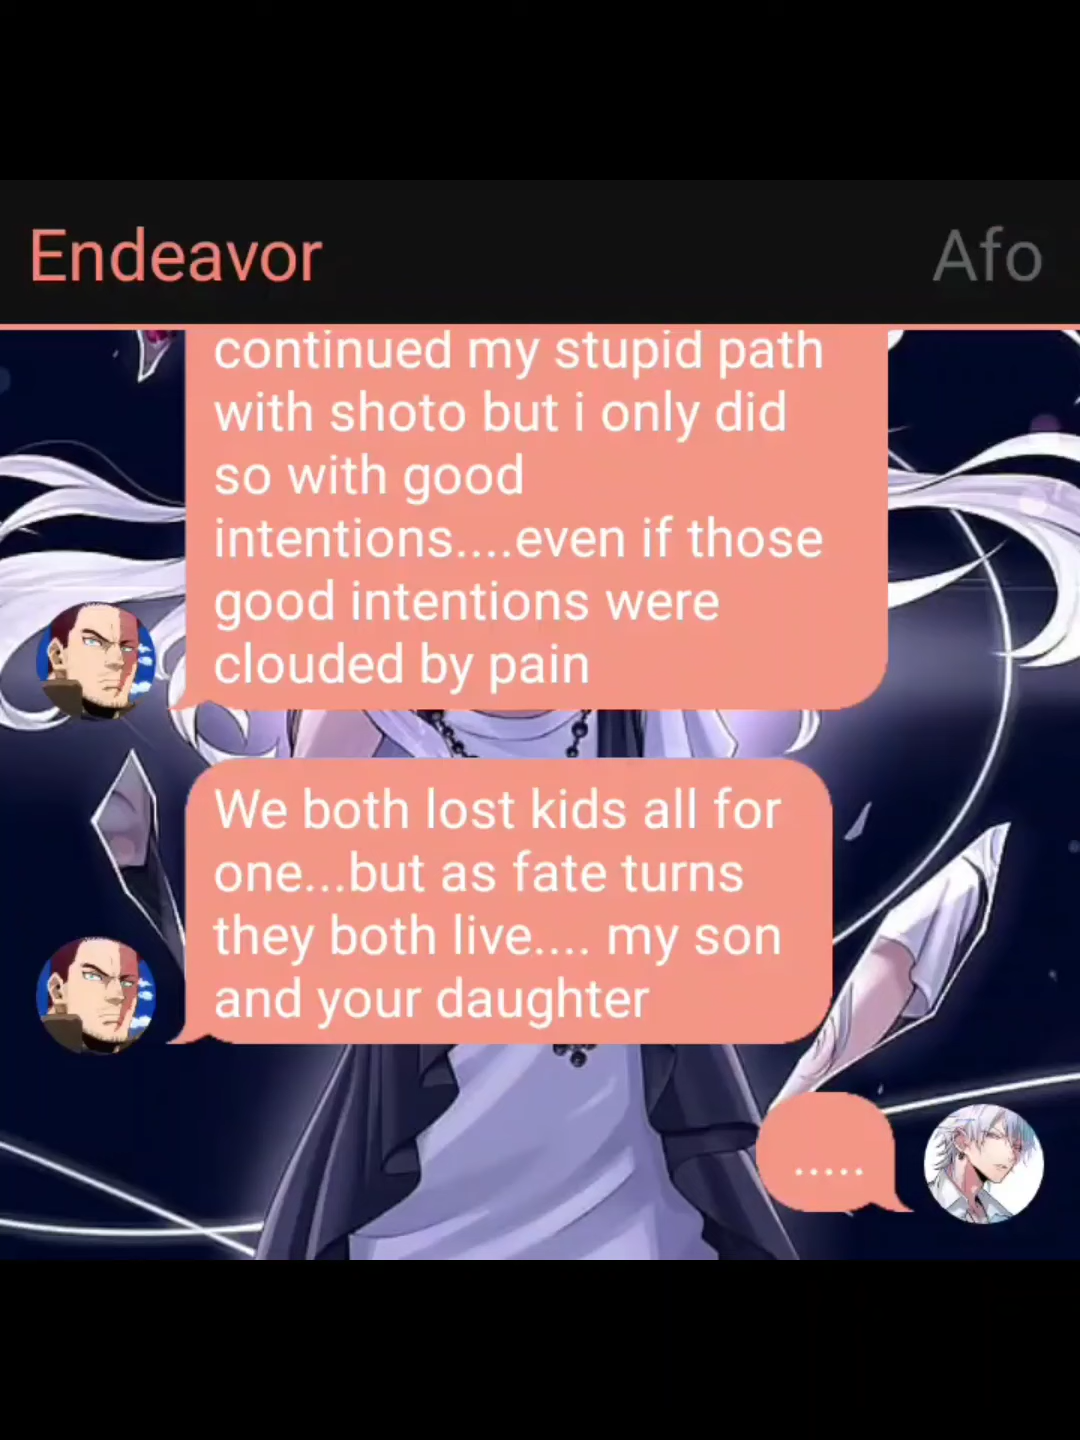 Endeavor
Afo
continued my stupid path
with shoto but i only did
so with good
intentions....even if those
good intentions were
clouded by pain
We both lost kids all for
one...but as fate turns
they both live.... my son
and your daughter
.....